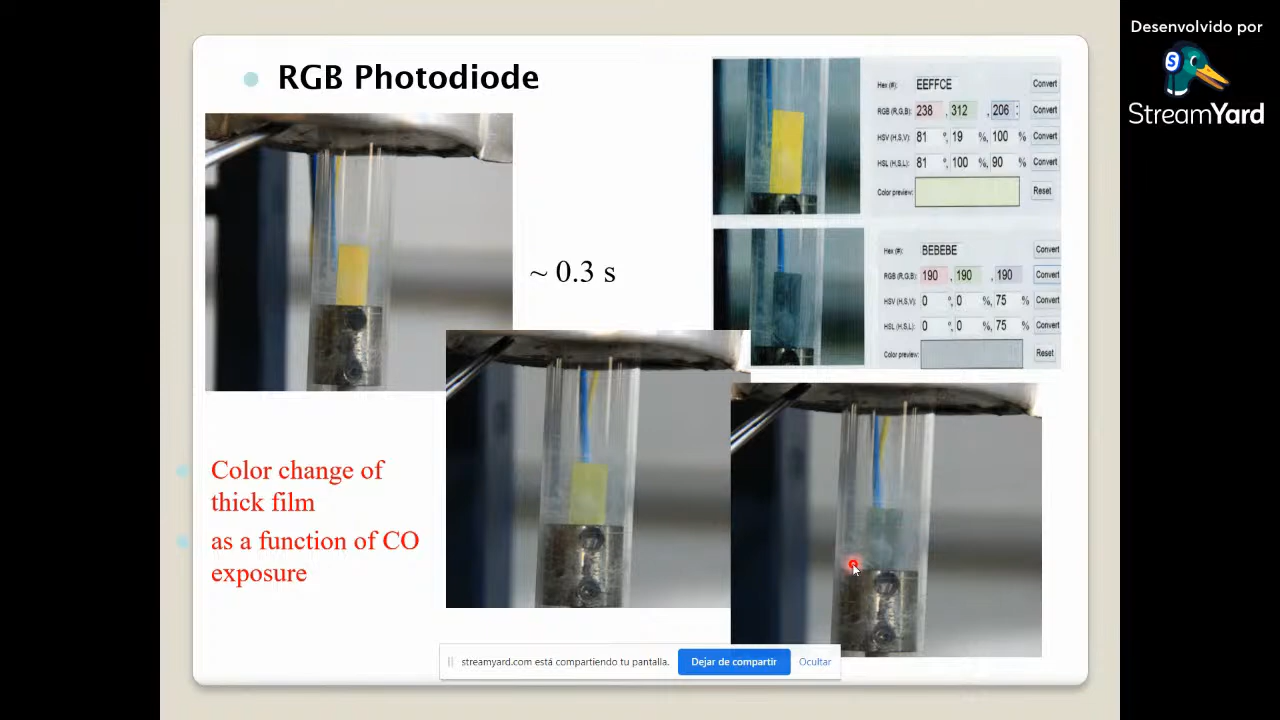 Desenvolvido por
StreamYard
RGB Photodiode
~ 0.3 s
Hex (#): EEFFCE Convert
RGB (R,G,B): 238 , 312 , 206 Convert
HSV (H,S,V): 81 °, 19 %, 100 % Convert
HSL (H,S,L): 81 °, 100 %, 90 % Convert
Color preview: Reset
Hex (#): BEBEBE Convert
RGB (R,G,B): 190 , 190 , 190 Convert
HSV (H,S,V): 0 °, 0 %, 75 % Convert
HSL (H,S,L): 0 °, 0 %, 75 % Convert
Color preview: Reset
Color change of
thick film
as a function of CO
exposure
streamyard.com está compartiendo tu pantalla. Dejar de compartir Ocultar